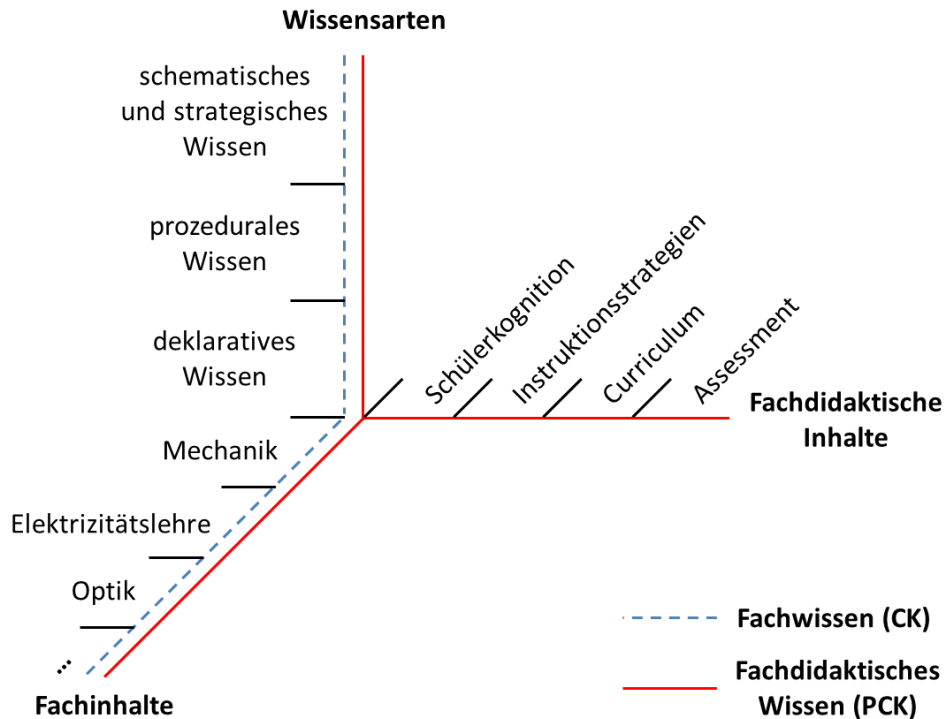 Wissensarten
schematisches
und strategisches
Wissen
prozedurales
Wissen
deklaratives
Wissen
Schülerkognition
Instruktionsstrategien
Curriculum
Assessment
Fachdidaktische
Inhalte
Mechanik
Elektrizitätslehre
Optik
...
Fachinhalte
Fachwissen (CK)
Fachdidaktisches
Wissen (PCK)